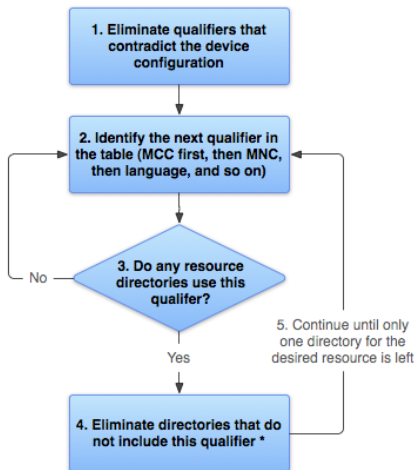 1. Eliminate qualifiers that
contradict the device
configuration
2. Identify the next qualifier in
the table (MCC first, then MNC,
then language, and so on)
3. Do any resource
directories use this
qualifer?
No
Yes
5. Continue until only
one directory for the
desired resource is left
4. Eliminate directories that do
not include this qualifier *